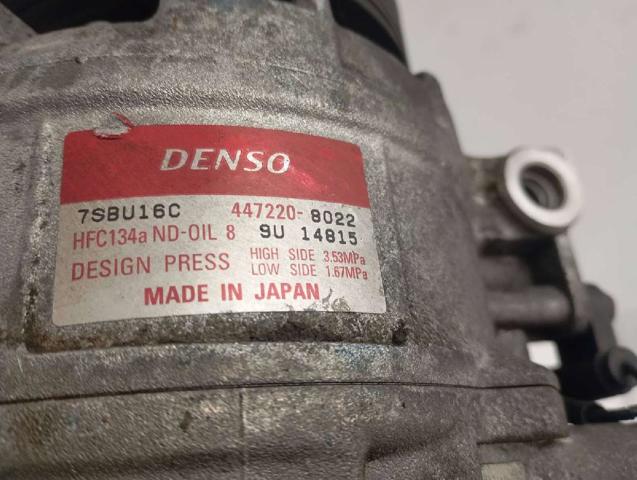 DENSO
7SBU16C 447220-8022
HFC134a ND-OIL 8 9U 14815
DESIGN PRESS HIGH SIDE 3.53MPa
LOW SIDE 1.67MPa
MADE IN JAPAN